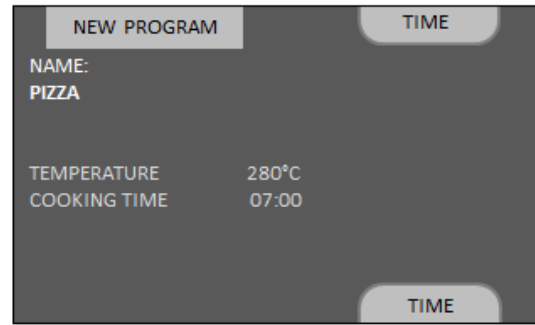 NEW PROGRAM
TIME
NAME:
PIZZA
TEMPERATURE 280°C
COOKING TIME 07:00
TIME